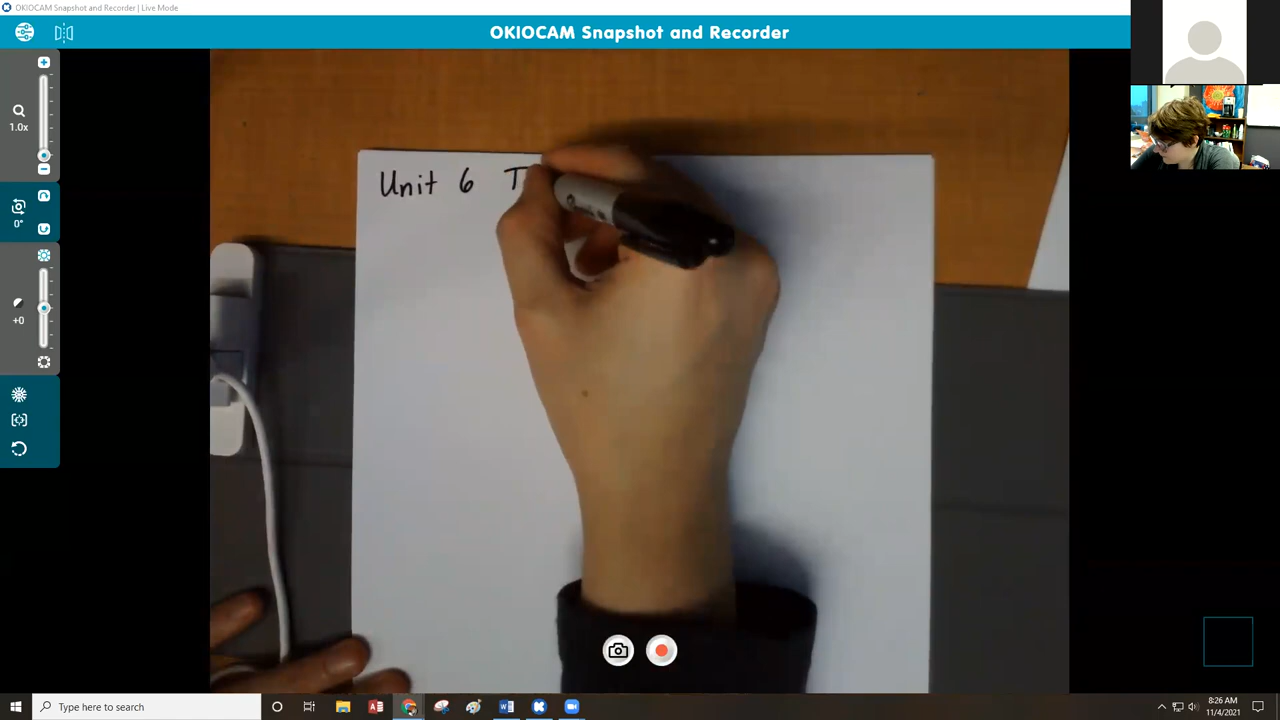 OKIOCAM Snapshot and Recorder | Live Mode
OKIOCAM Snapshot and Recorder
1.0x
0°
+0
Unit 6 T
Type here to search
8:26 AM
11/4/2021